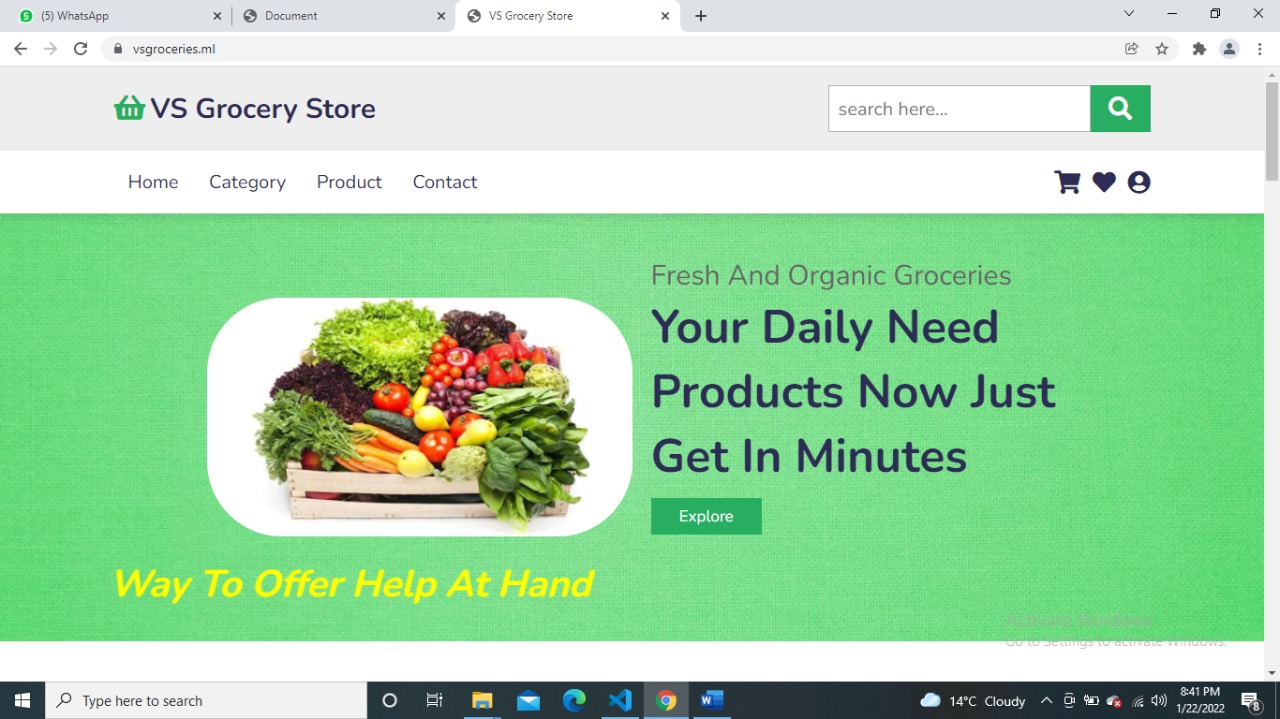 5 (5) WhatsApp
Document
VS Grocery Store
vsgroceries.ml
VS Grocery Store
search here...
Home Category Product Contact
Fresh And Organic Groceries
Your Daily Need
Products Now Just
Get In Minutes
Explore
Way To Offer Help At Hand
Activate Windows
Go to Settings to activate Windows.
Type here to search
14°C Cloudy
8:41 PM
1/22/2022
8